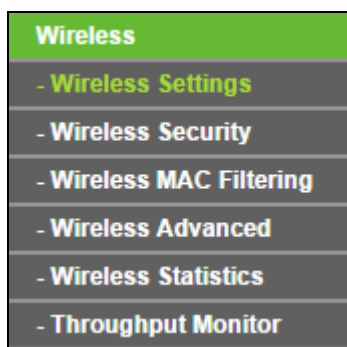 Wireless
- Wireless Settings
- Wireless Security
- Wireless MAC Filtering
- Wireless Advanced
- Wireless Statistics
- Throughput Monitor